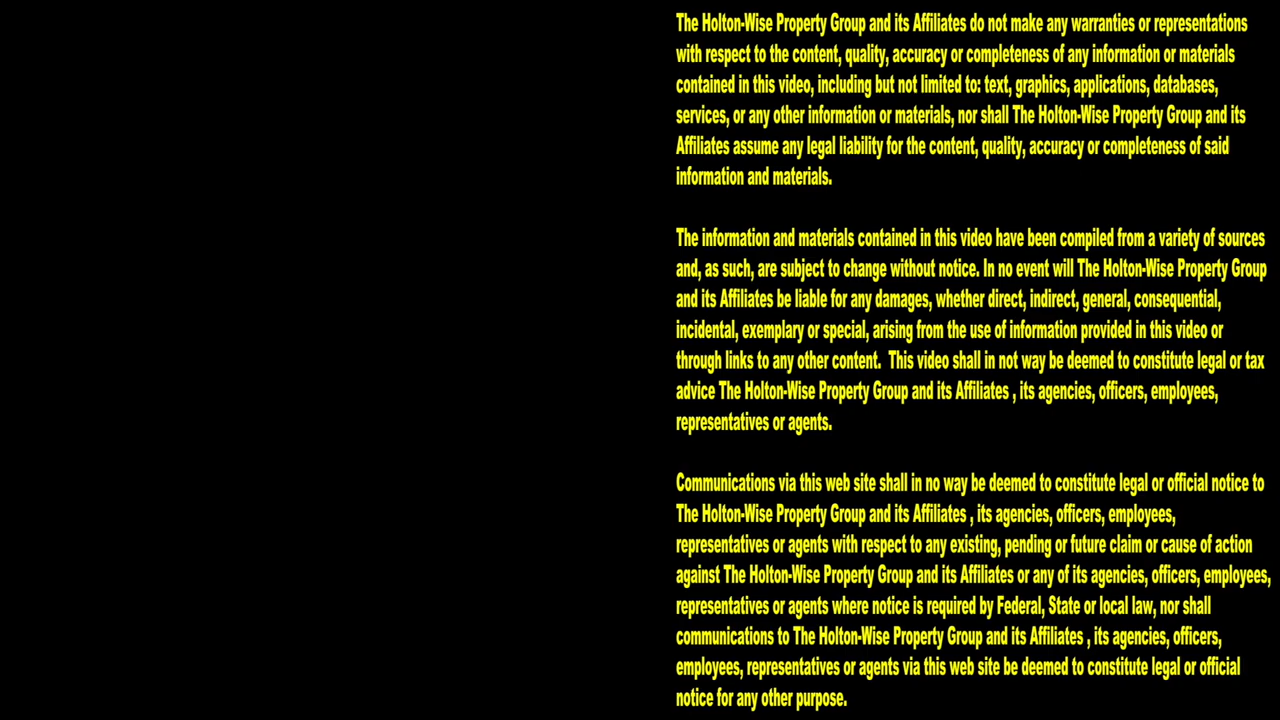 The Holton-Wise Property Group and its Affiliates do not make any warranties or representations
with respect to the content, quality, accuracy or completeness of any information or materials
contained in this video, including but not limited to: text, graphics, applications, databases,
services, or any other information or materials, nor shall The Holton-Wise Property Group and its
Affiliates assume any legal liability for the content, quality, accuracy or completeness of said
information and materials.
The information and materials contained in this video have been compiled from a variety of sources
and, as such, are subject to change without notice. In no event will The Holton-Wise Property Group
and its Affiliates be liable for any damages, whether direct, indirect, general, consequential,
incidental, exemplary or special, arising from the use of information provided in this video or
through links to any other content.  This video shall in not way be deemed to constitute legal or tax
advice The Holton-Wise Property Group and its Affiliates , its agencies, officers, employees,
representatives or agents.
Communications via this web site shall in no way be deemed to constitute legal or official notice to
The Holton-Wise Property Group and its Affiliates , its agencies, officers, employees,
representatives or agents with respect to any existing, pending or future claim or cause of action
against The Holton-Wise Property Group and its Affiliates or any of its agencies, officers, employees,
representatives or agents where notice is required by Federal, State or local law, nor shall
communications to The Holton-Wise Property Group and its Affiliates , its agencies, officers,
employees, representatives or agents via this web site be deemed to constitute legal or official
notice for any other purpose.